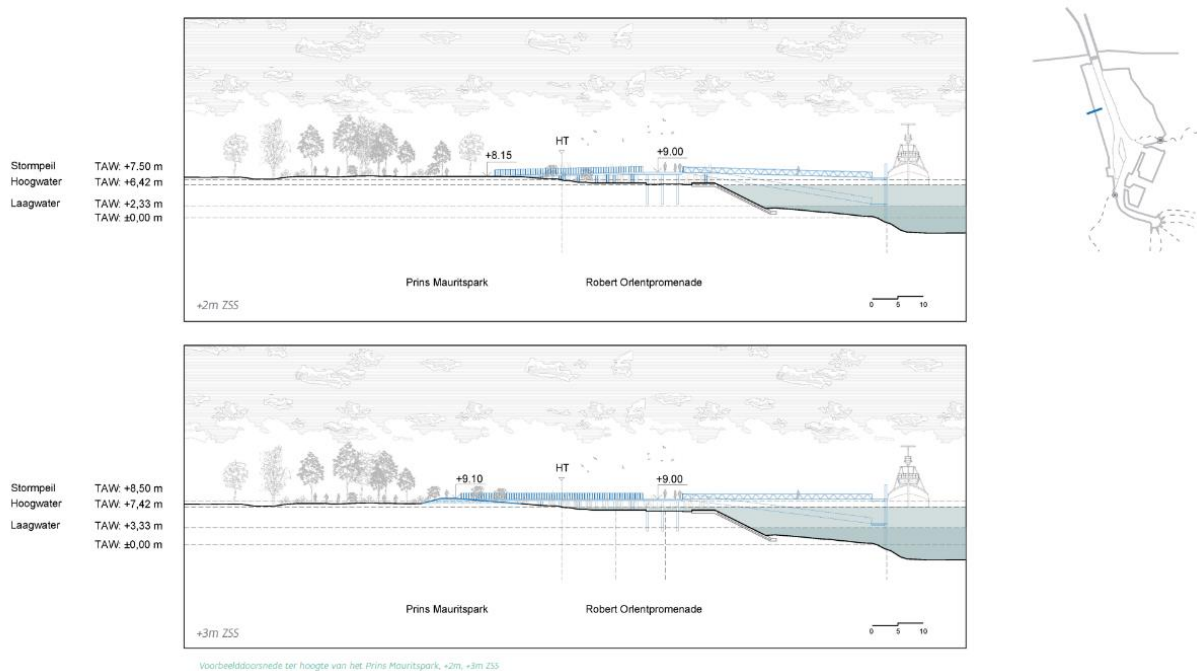 HT
+8.15
+9.00
Stormpeil TAW: +7.50 m
Hoogwater TAW: +6,42 m
Laagwater TAW: +2,33 m
TAW: ±0,00 m
Prins Mauritspark Robert Orlentpromenade
+2m ZSS
0 5 10
HT
+9.10
+9.00
Stormpeil TAW: +8,50 m
Hoogwater TAW: +7,42 m
Laagwater TAW: +3,33 m
TAW: ±0,00 m
Prins Mauritspark Robert Orlentpromenade
+3m ZSS
0 5 10
Voorbeelddoorsnede ter hoogte van het Prins Mauritspark, +2m, +3m ZSS